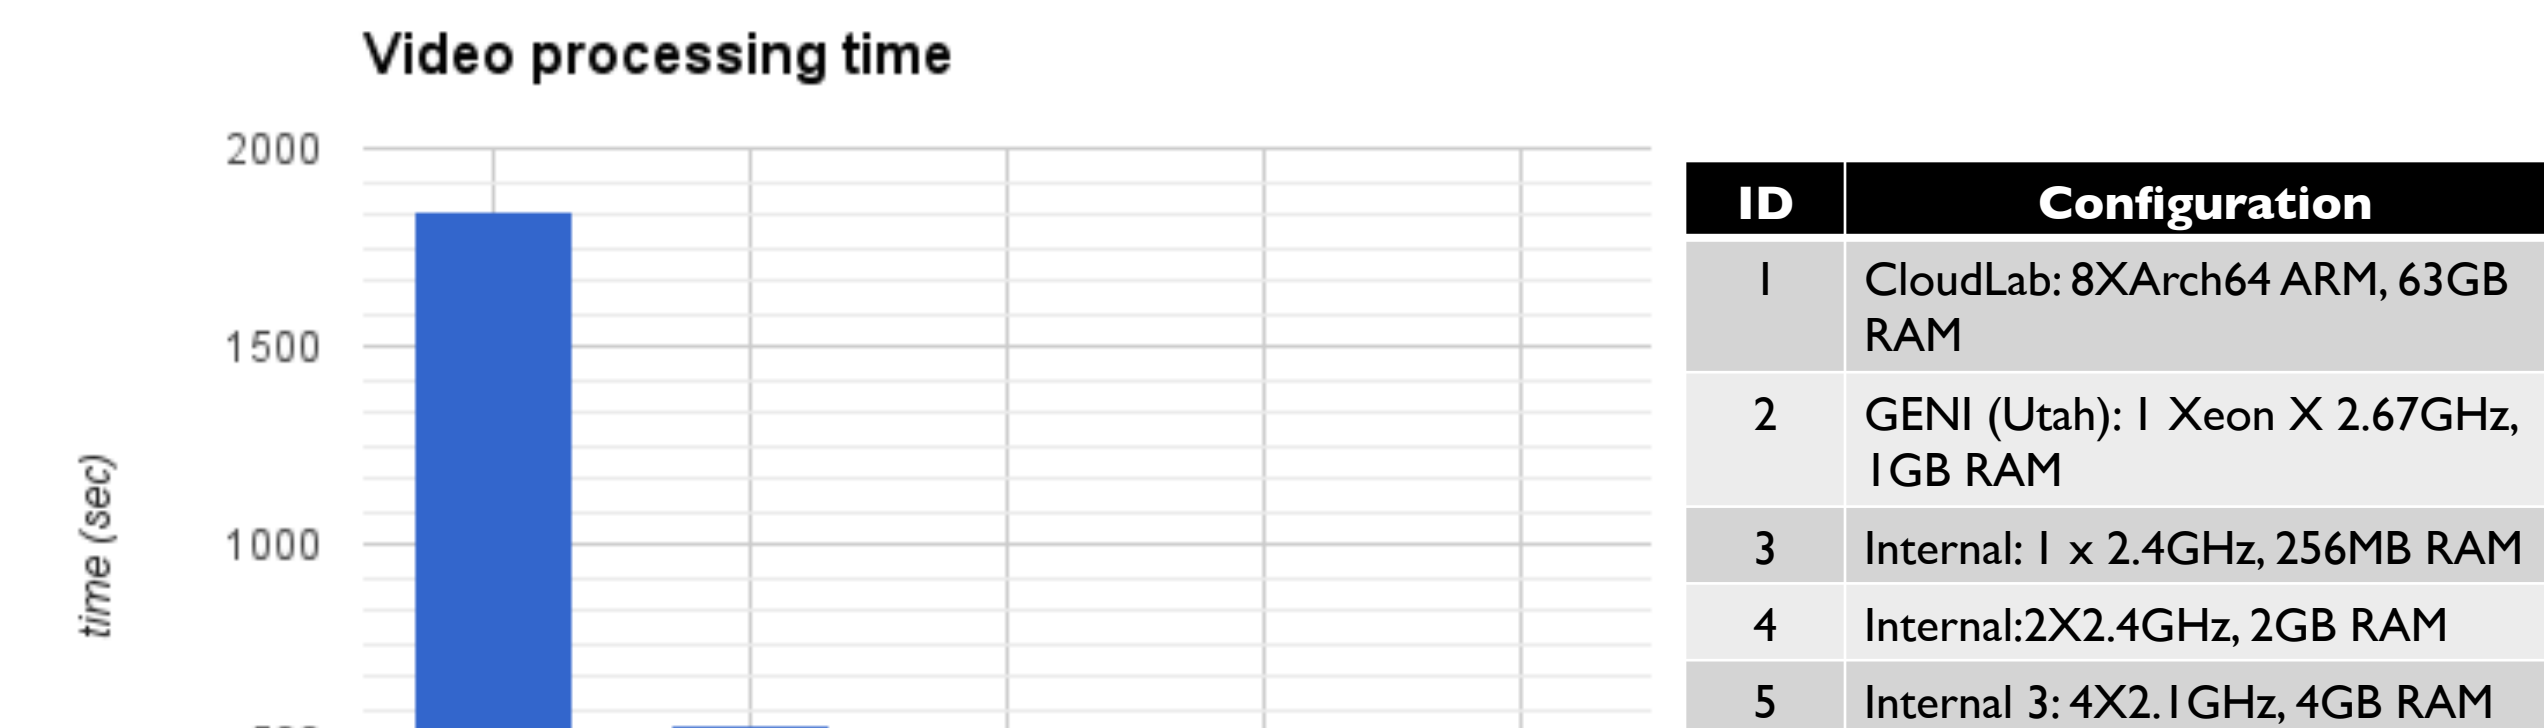 Video processing time
2000
1500
1000
time (sec)
ID Configuration
1 CloudLab: 8XArch64 ARM, 63GB
RAM
2 GENI (Utah): 1 Xeon X 2.67GHz,
1GB RAM
3 Internal: 1 x 2.4GHz, 256MB RAM
4 Internal:2X2.4GHz, 2GB RAM
5 Internal 3: 4X2.1GHz, 4GB RAM